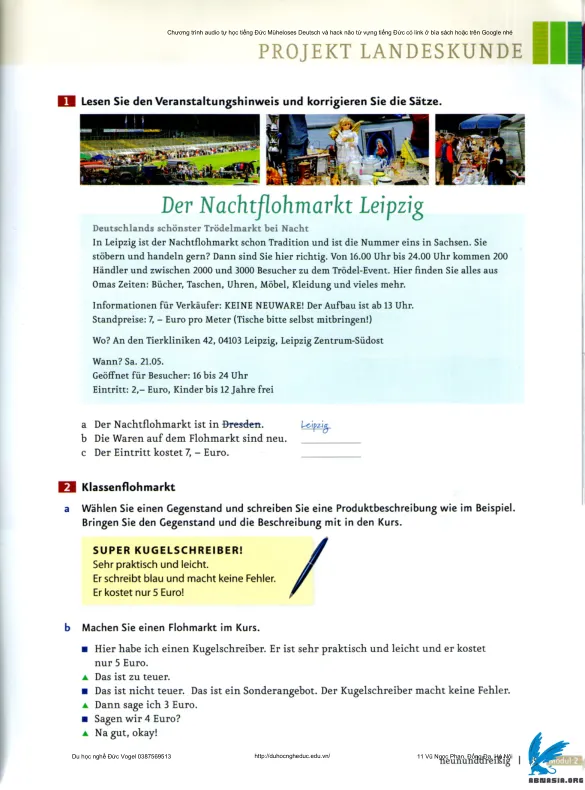 Chương trình audio tự học tiếng Đức Müheloses Deutsch và hack não từ vựng tiếng Đức có link ở bìa sách hoặc trên Google nhé
PROJEKT LANDESKUNDE
1 Lesen Sie den Veranstaltungshinweis und korrigieren Sie die Sätze.
Der Nachtflohmarkt Leipzig
Deutschlands schönster Trödelmarkt bei Nacht
In Leipzig ist der Nachtflohmarkt schon Tradition und ist die Nummer eins in Sachsen. Sie
stöbern und handeln gern? Dann sind Sie hier richtig. Von 16.00 Uhr bis 24.00 Uhr kommen 200
Händler und zwischen 2000 und 3000 Besucher zu dem Trödel-Event. Hier finden Sie alles aus
Omas Zeiten: Bücher, Taschen, Uhren, Möbel, Kleidung und vieles mehr.
Informationen für Verkäufer: KEINE NEUWARE! Der Aufbau ist ab 13 Uhr.
Standpreise: 7, – Euro pro Meter (Tische bitte selbst mitbringen!)
Wo? An den Tierkliniken 42, 04103 Leipzig, Leipzig Zentrum-Südost
Wann? Sa. 21.05.
Geöffnet für Besucher: 16 bis 24 Uhr
Eintritt: 2,– Euro, Kinder bis 12 Jahre frei
a Der Nachtflohmarkt ist in Dresden. Leipzig
b Die Waren auf dem Flohmarkt sind neu.
c Der Eintritt kostet 7, – Euro.
2 Klassenflohmarkt
a Wählen Sie einen Gegenstand und schreiben Sie eine Produktbeschreibung wie im Beispiel.
Bringen Sie den Gegenstand und die Beschreibung mit in den Kurs.
SUPER KUGELSCHREIBER!
Sehr praktisch und leicht.
Er schreibt blau und macht keine Fehler.
Er kostet nur 5 Euro!
b Machen Sie einen Flohmarkt im Kurs.
■ Hier habe ich einen Kugelschreiber. Er ist sehr praktisch und leicht und er kostet
nur 5 Euro.
▲ Das ist zu teuer.
■ Das ist nicht teuer. Das ist ein Sonderangebot. Der Kugelschreiber macht keine Fehler.
▲ Dann sage ich 3 Euro.
■ Sagen wir 4 Euro?
▲ Na gut, okay!
Du học nghề Đức Vogel 0387569513 http://duhocngheduc.edu.vn/ 11 Vũ Ngọc Phan, Đống Đa, Hà Nội
neununddreißig | Modul 2
ABMASIA.ORG